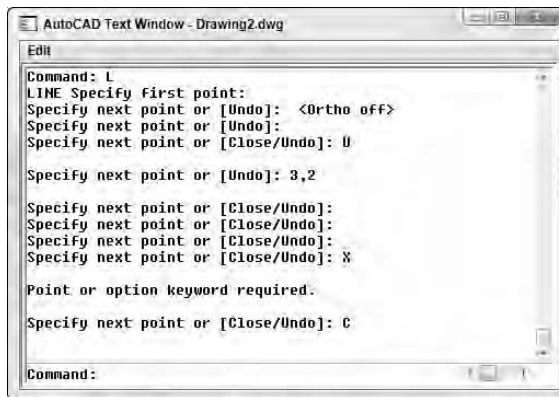 AutoCAD Text Window - Drawing2.dwg
Edit
Command: L
LINE Specify first point:
Specify next point or [Undo]:  <Ortho off>
Specify next point or [Undo]:
Specify next point or [Close/Undo]: U
Specify next point or [Undo]: 3,2
Specify next point or [Close/Undo]:
Specify next point or [Close/Undo]:
Specify next point or [Close/Undo]:
Specify next point or [Close/Undo]: X
Point or option keyword required.
Specify next point or [Close/Undo]: C
Command: